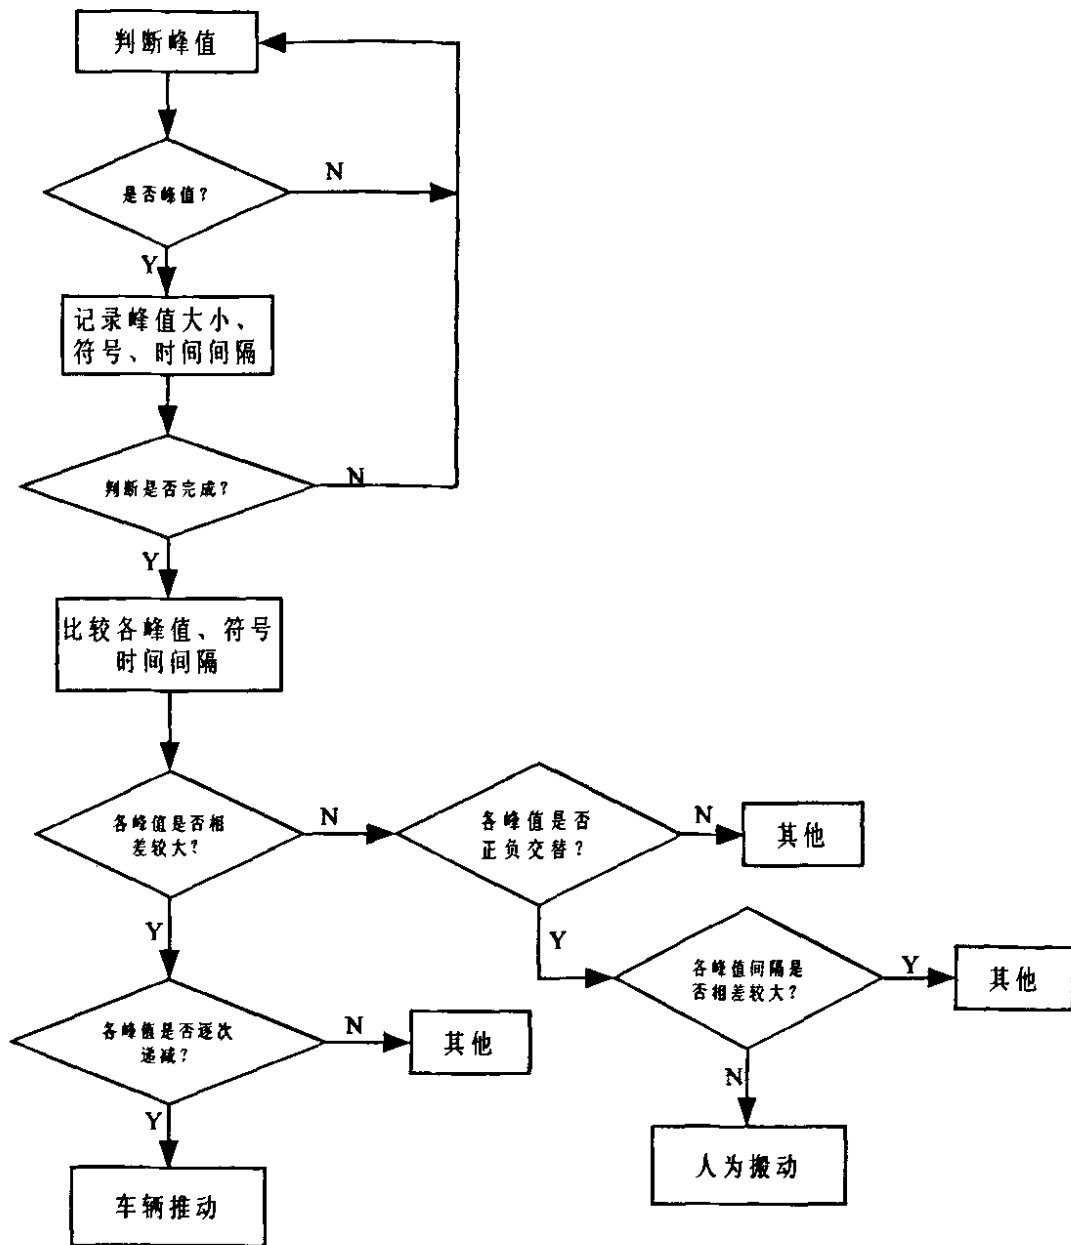 判断峰值
是否峰值？
N
Y
记录峰值大小、
符号、时间间隔
判断是否完成？
N
Y
比较各峰值、符号
时间间隔
各峰值是否相
差较大？
N
各峰值是否
正负交替？
N
其他
Y
Y
各峰值间隔是
否相差较大？
Y
其他
各峰值是否逐次
递减？
N
其他
N
Y
人为搬动
车辆推动